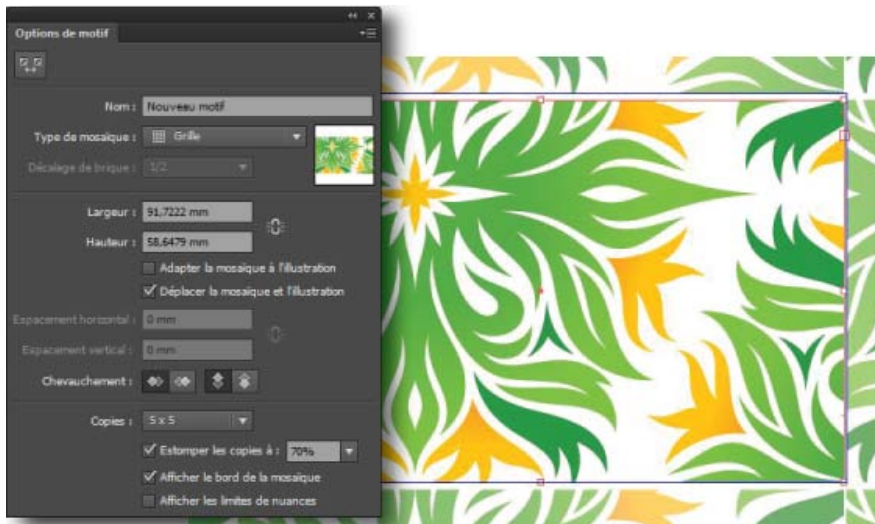 Options de motif
Nom : Nouveau motif
Type de mosaïque : Grille
Décalage de brique : 1/2
Largeur : 91,7222 mm
Hauteur : 58,6479 mm
Adapter la mosaïque à l'illustration
Déplacer la mosaïque et l'illustration
Espacement horizontal : 0 mm
Espacement vertical : 0 mm
Chevauchement :
Copies : 5 x 5
Estomper les copies à : 70%
Afficher le bord de la mosaïque
Afficher les limites de nuances